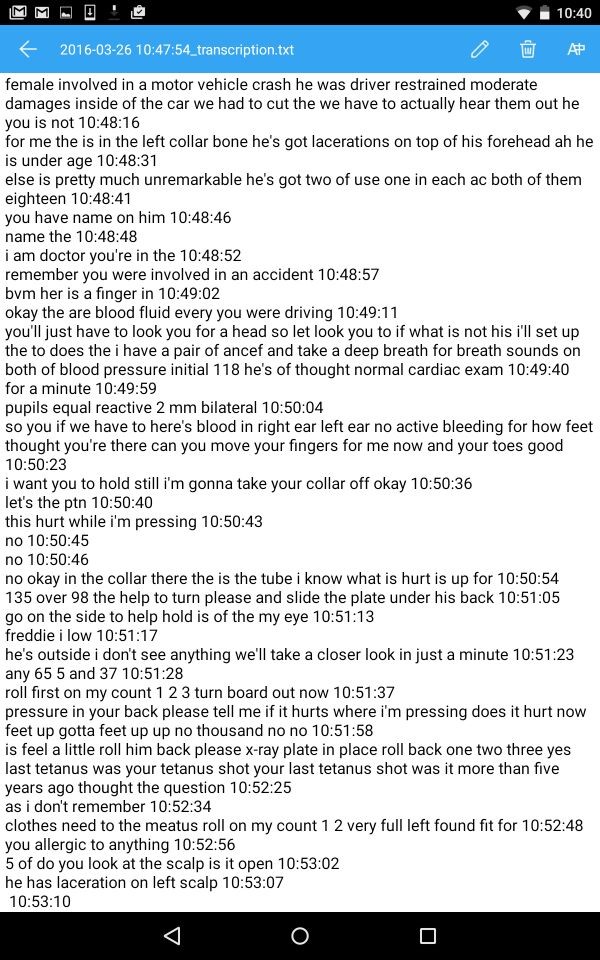 10:40
2016-03-26 10:47:54_transcription.txt
female involved in a motor vehicle crash he was driver restrained moderate
damages inside of the car we had to cut the we have to actually hear them out he
you is not 10:48:16
for me the is in the left collar bone he's got lacerations on top of his forehead ah he
is under age 10:48:31
else is pretty much unremarkable he's got two of use one in each ac both of them
eighteen 10:48:41
you have name on him 10:48:46
name the 10:48:48
i am doctor you're in the 10:48:52
remember you were involved in an accident 10:48:57
bvm her is a finger in 10:49:02
okay the are blood fluid every you were driving 10:49:11
you'll just have to look you for a head so let look you to if what is not his i'll set up
the to does the i have a pair of ancef and take a deep breath for breath sounds on
both of blood pressure initial 118 he's of thought normal cardiac exam 10:49:40
for a minute 10:49:59
pupils equal reactive 2 mm bilateral 10:50:04
so you if we have to here's blood in right ear left ear no active bleeding for how feet
thought you're there can you move your fingers for me now and your toes good
10:50:23
i want you to hold still i'm gonna take your collar off okay 10:50:36
let's the ptn 10:50:40
this hurt while i'm pressing 10:50:43
no 10:50:45
no 10:50:46
no okay in the collar there the is the tube i know what is hurt is up for 10:50:54
135 over 98 the help to turn please and slide the plate under his back 10:51:05
go on the side to help hold is of the my eye 10:51:13
freddie i low 10:51:17
he's outside i don't see anything we'll take a closer look in just a minute 10:51:23
any 65 5 and 37 10:51:28
roll first on my count 1 2 3 turn board out now 10:51:37
pressure in your back please tell me if it hurts where i'm pressing does it hurt now
feet up gotta feet up up no thousand no no 10:51:58
is feel a little roll him back please x-ray plate in place roll back one two three yes
last tetanus was your tetanus shot your last tetanus shot was it more than five
years ago thought the question 10:52:25
as i don't remember 10:52:34
clothes need to the meatus roll on my count 1 2 very full left found fit for 10:52:48
you allergic to anything 10:52:56
5 of do you look at the scalp is it open 10:53:02
he has laceration on left scalp 10:53:07
10:53:10